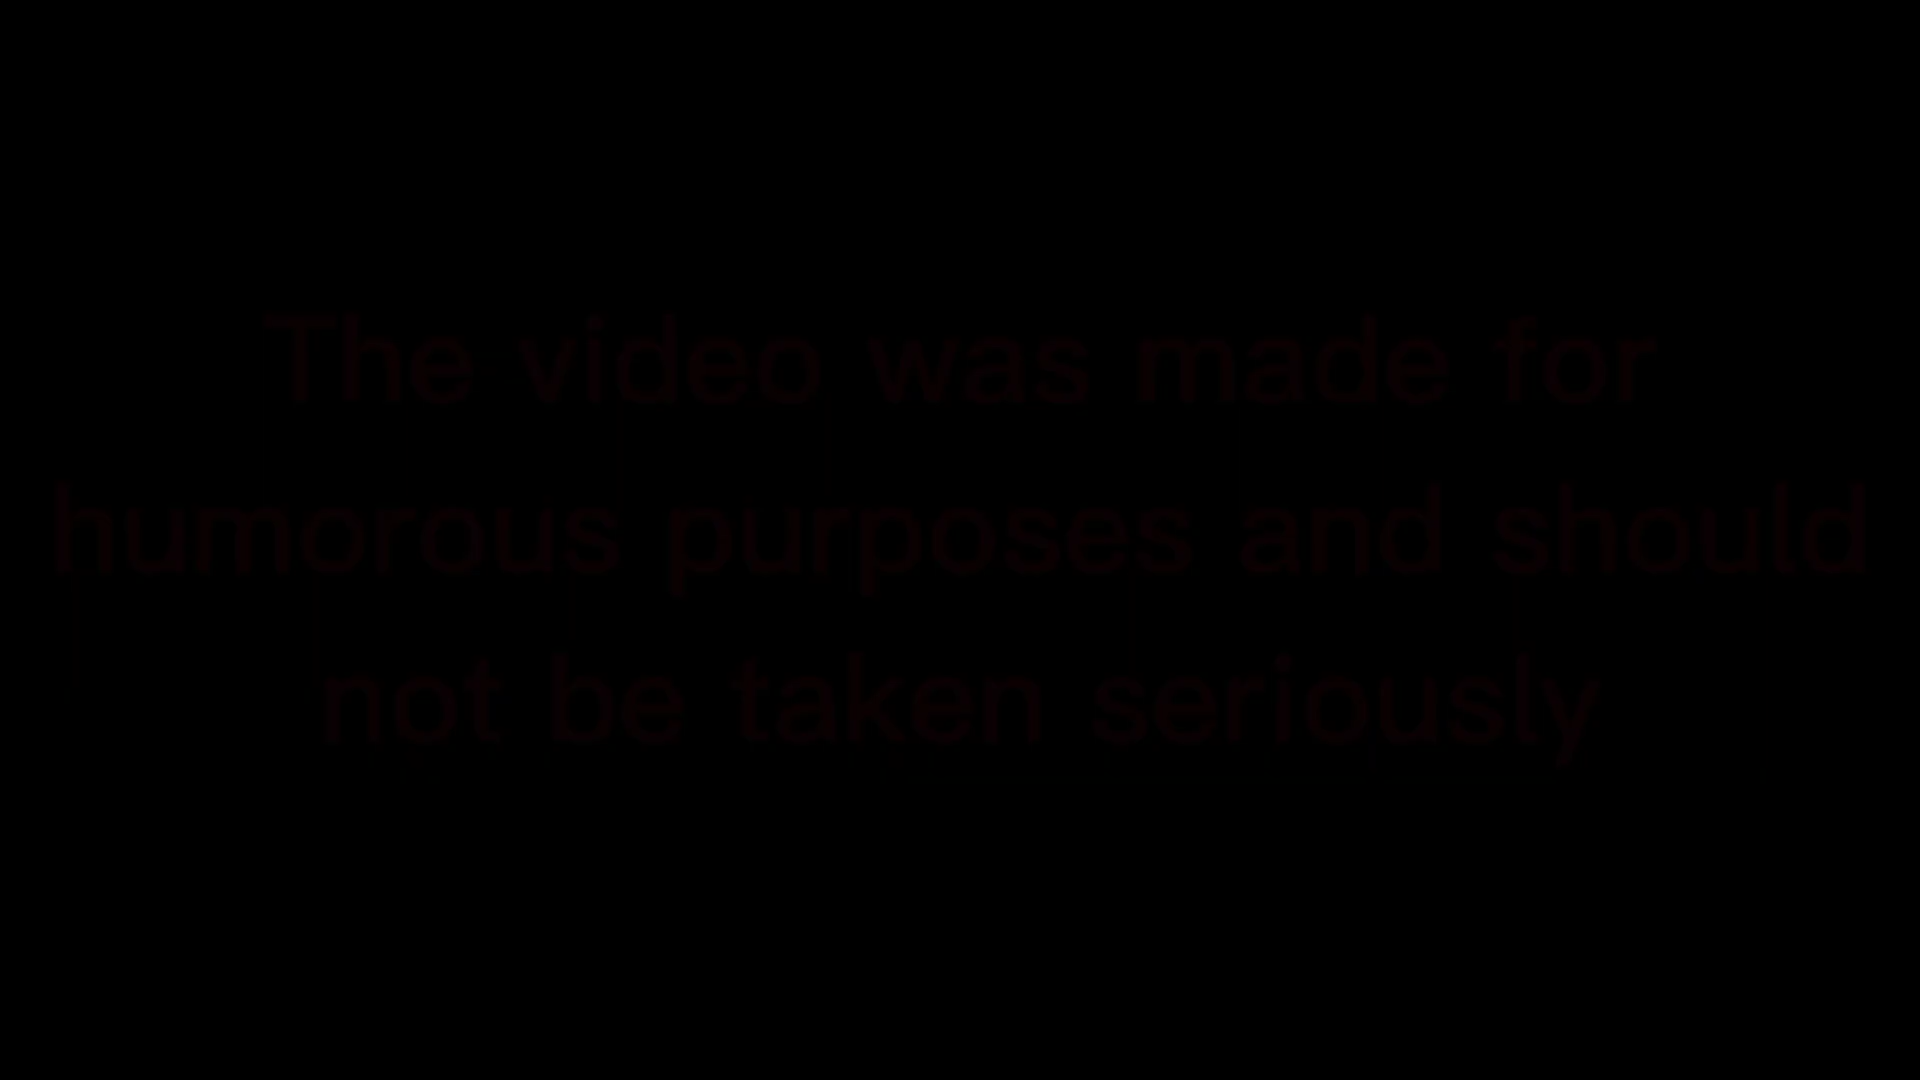 The video was made for
humorous purposes and should
not be taken seriously